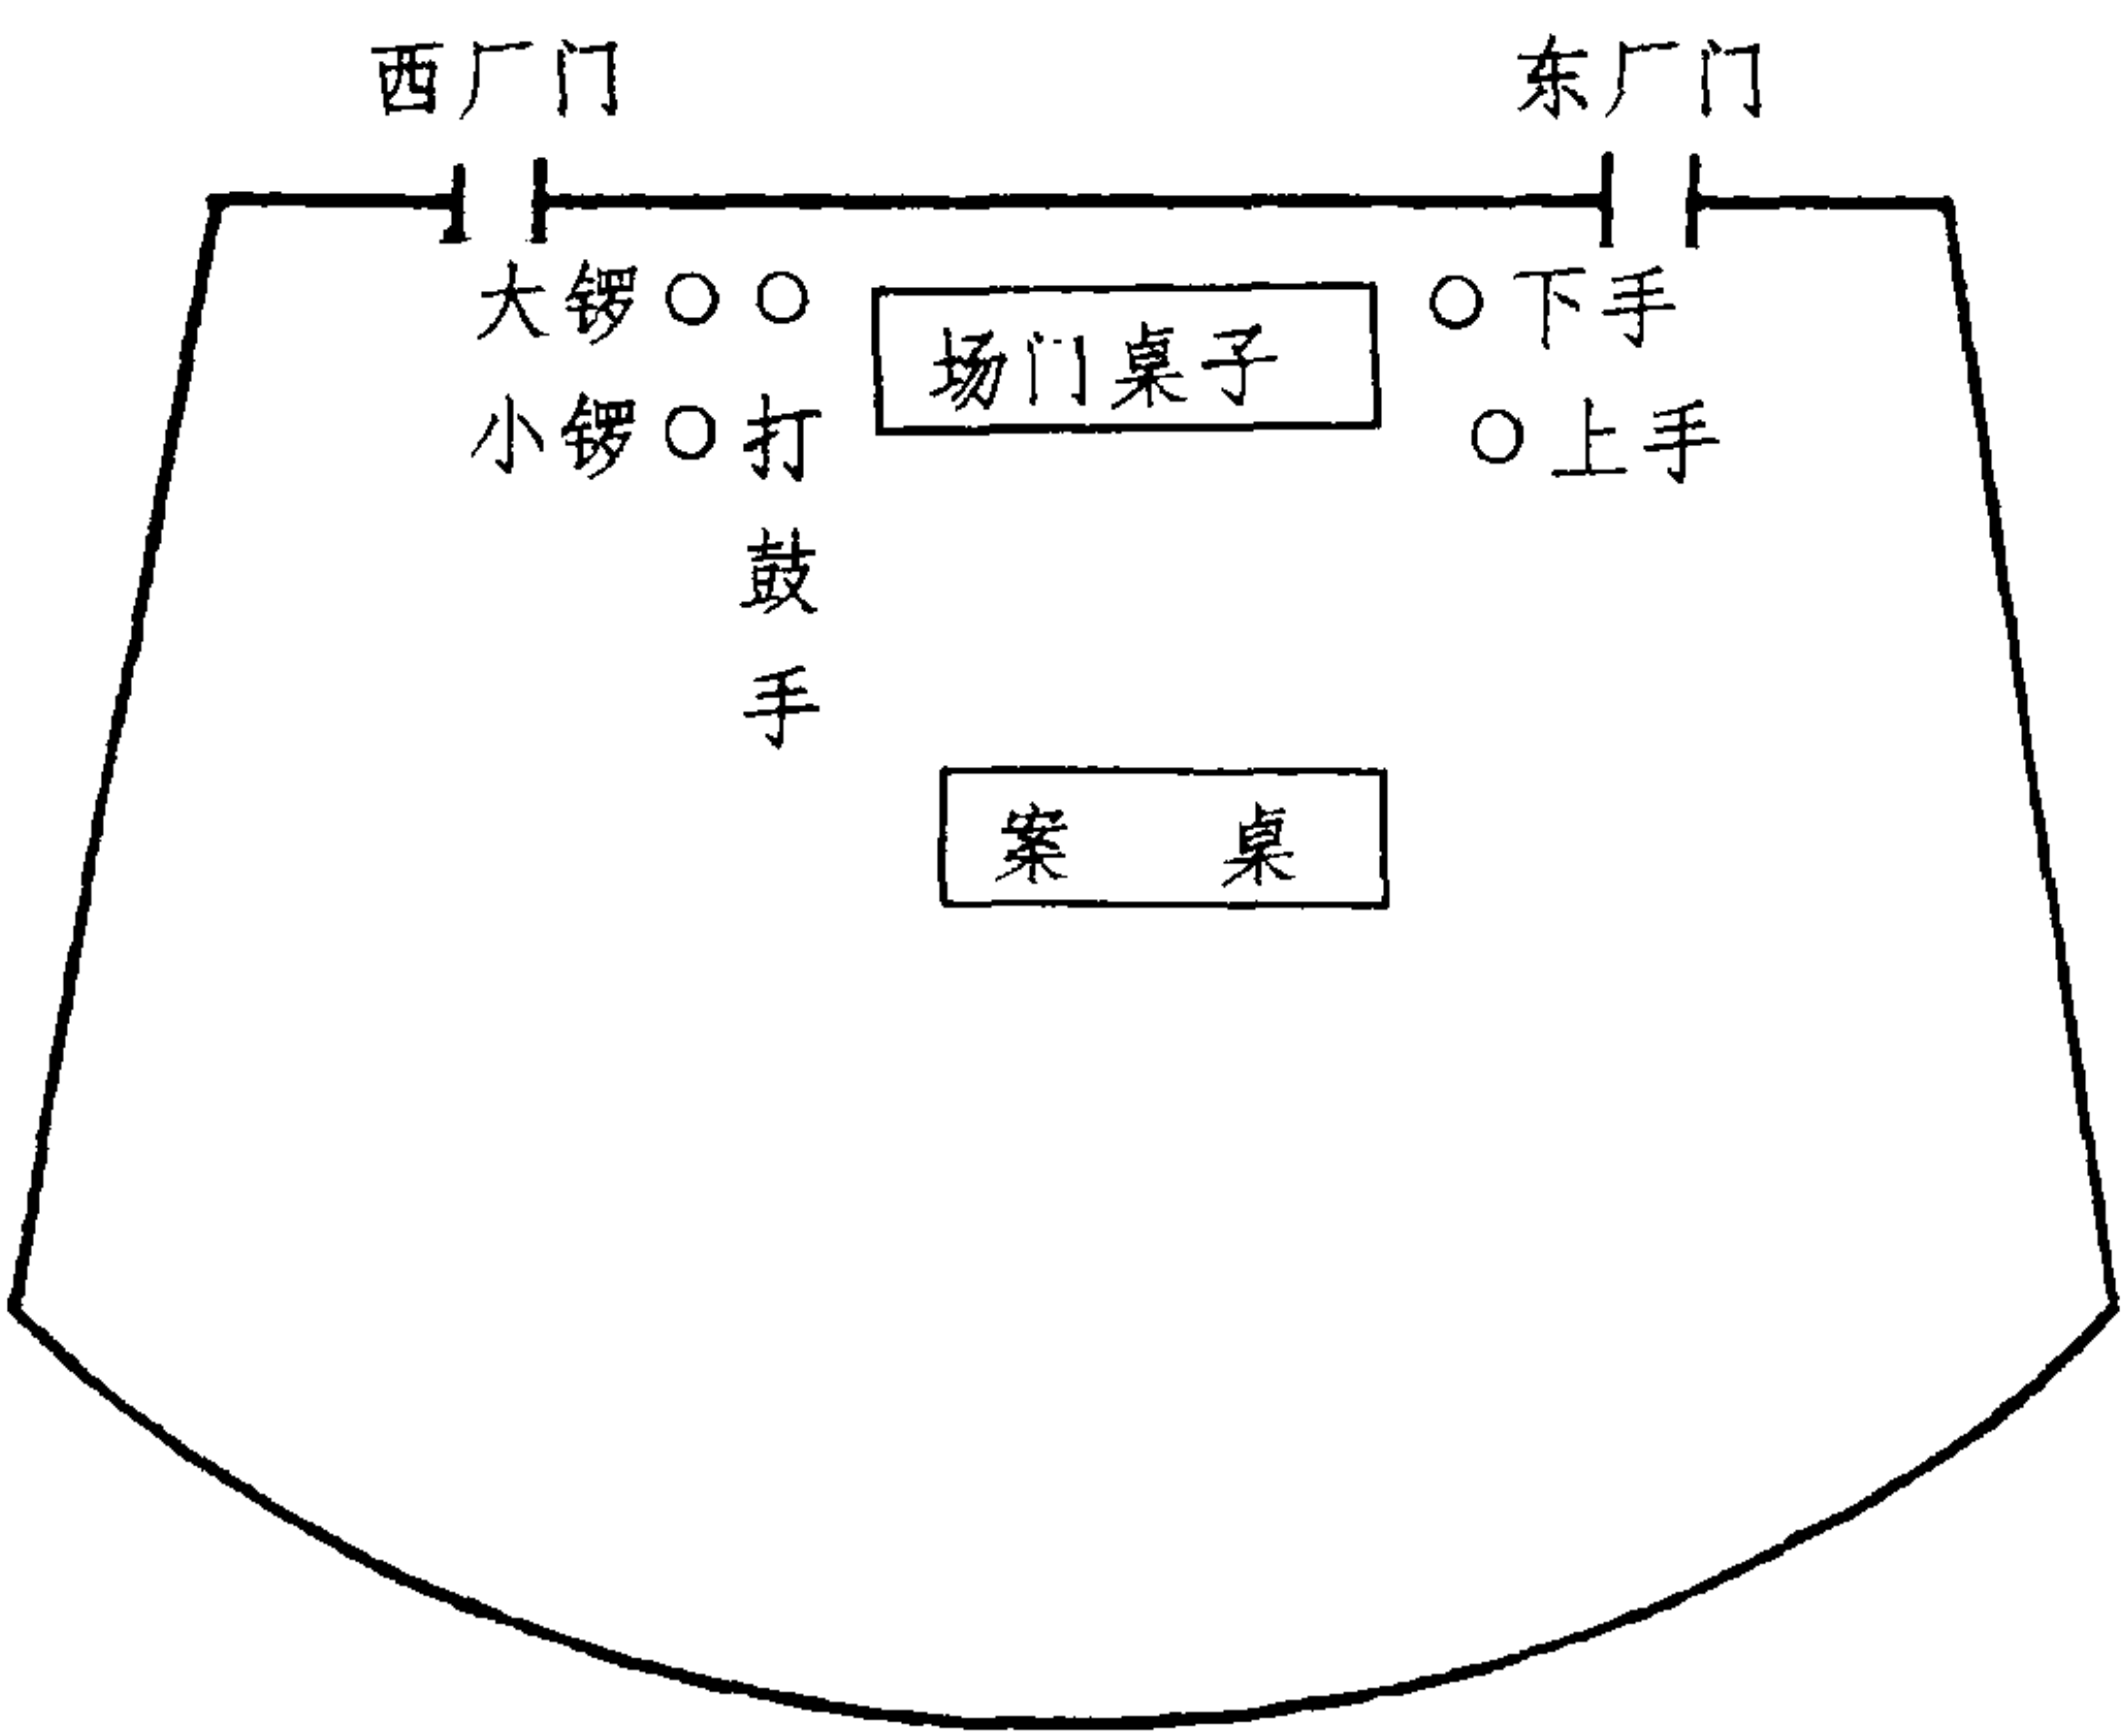 西厂门 东厂门
大锣○○ 场门桌子 ○下手
小锣○ ○上手
打鼓手
案 桌